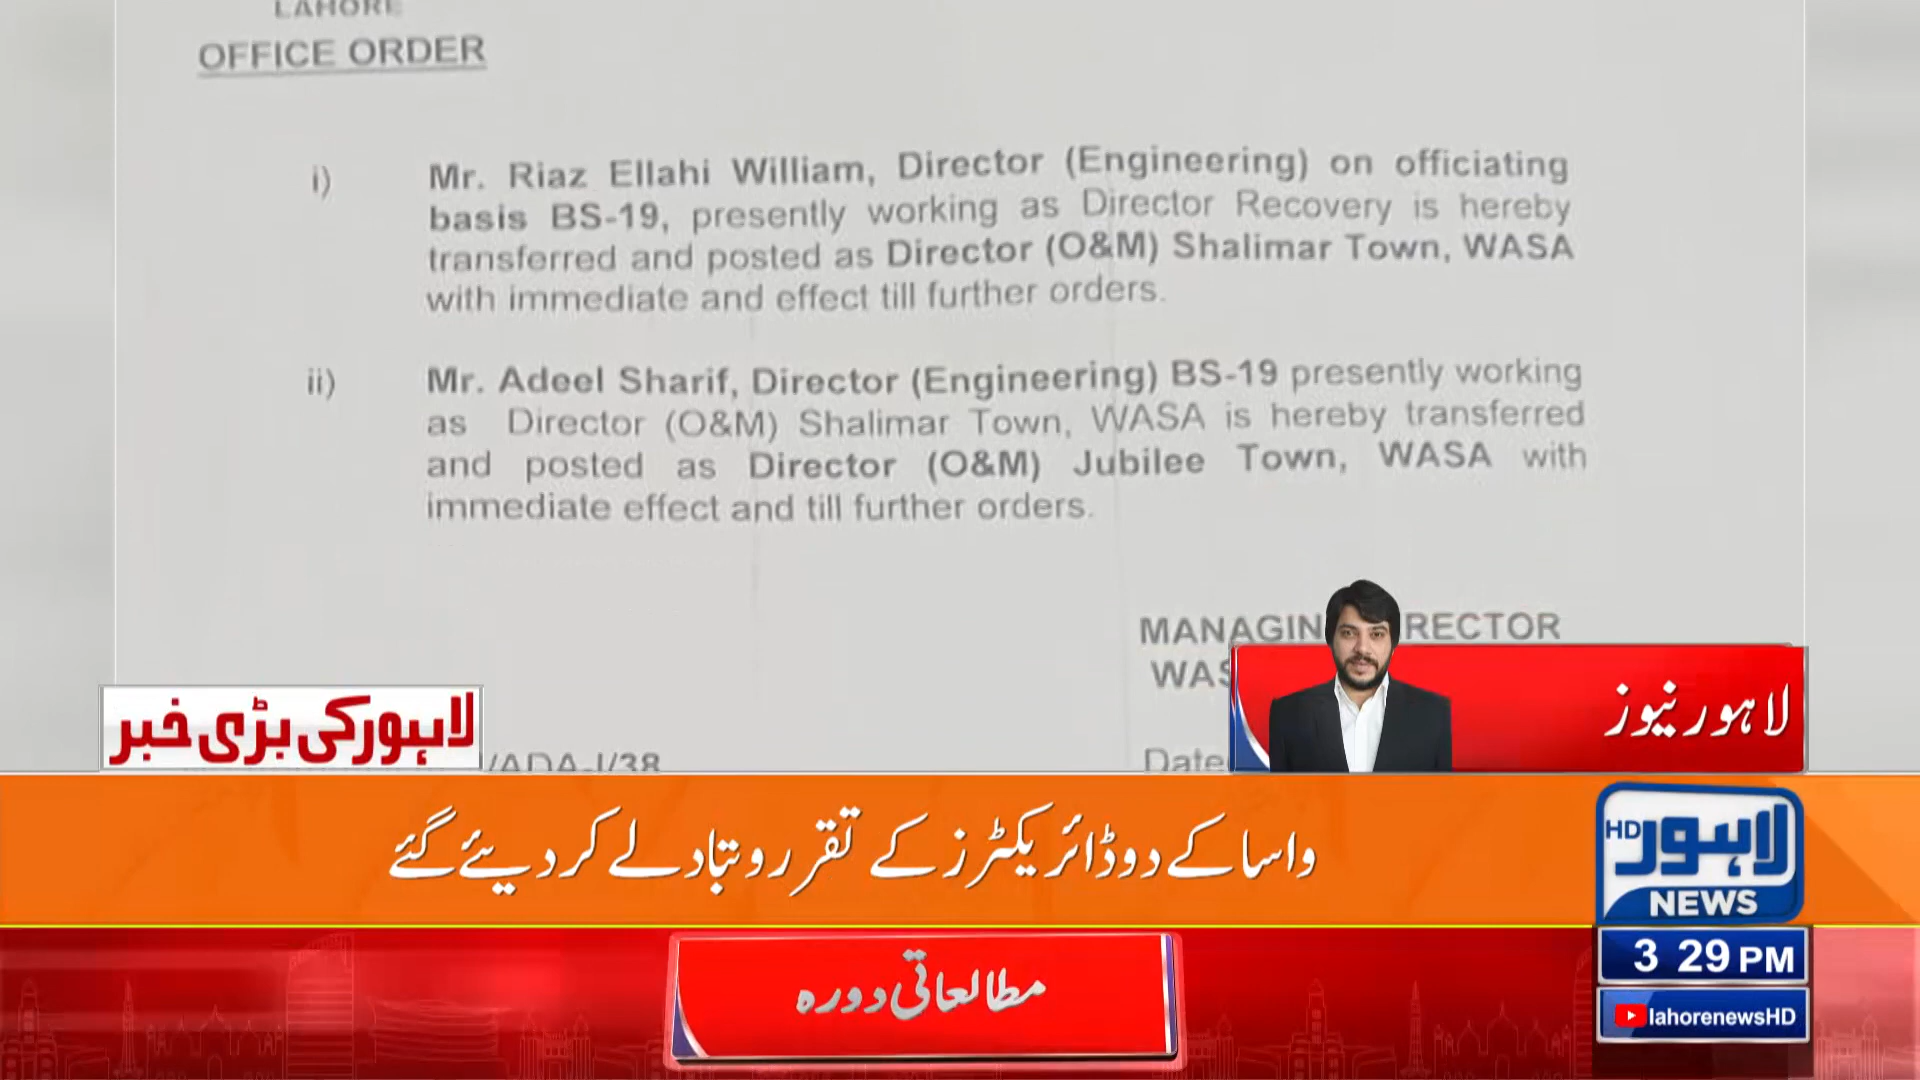 LAHORE
OFFICE ORDER
i) Mr. Riaz Ellahi William, Director (Engineering) on officiating
basis BS-19, presently working as Director Recovery is hereby
transferred and posted as Director (O&M) Shalimar Town, WASA
with immediate and effect till further orders.
ii) Mr. Adeel Sharif, Director (Engineering) BS-19 presently working
as Director (O&M) Shalimar Town, WASA is hereby transferred
and posted as Director (O&M) Jubilee Town, WASA with
immediate effect and till further orders.
لاہور نیوز
لاہور کی بڑی خبر
/ADA-I/38
واسا کے دو ڈائریکٹرز کے تقرر و تبادلے کر دیئے گئے
HD لاہور
NEWS
3 29 PM
مطالعاتی دورہ
lahorenewsHD